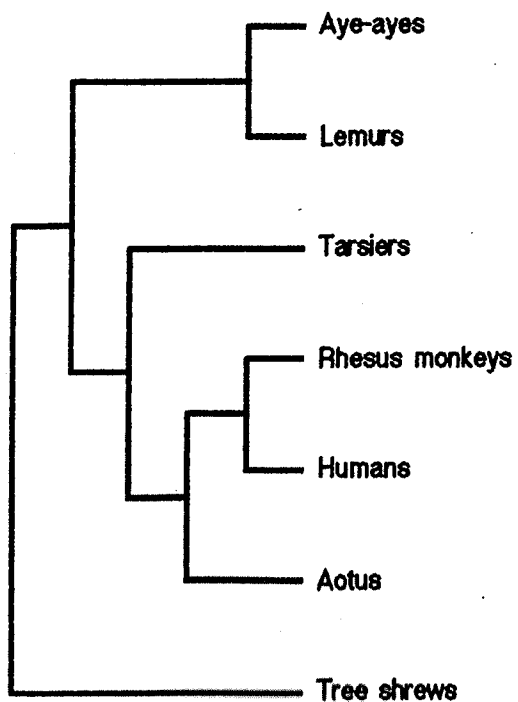 Aye-ayes
Lemurs
Tarsiers
Rhesus monkeys
Humans
Aotus
Tree shrews